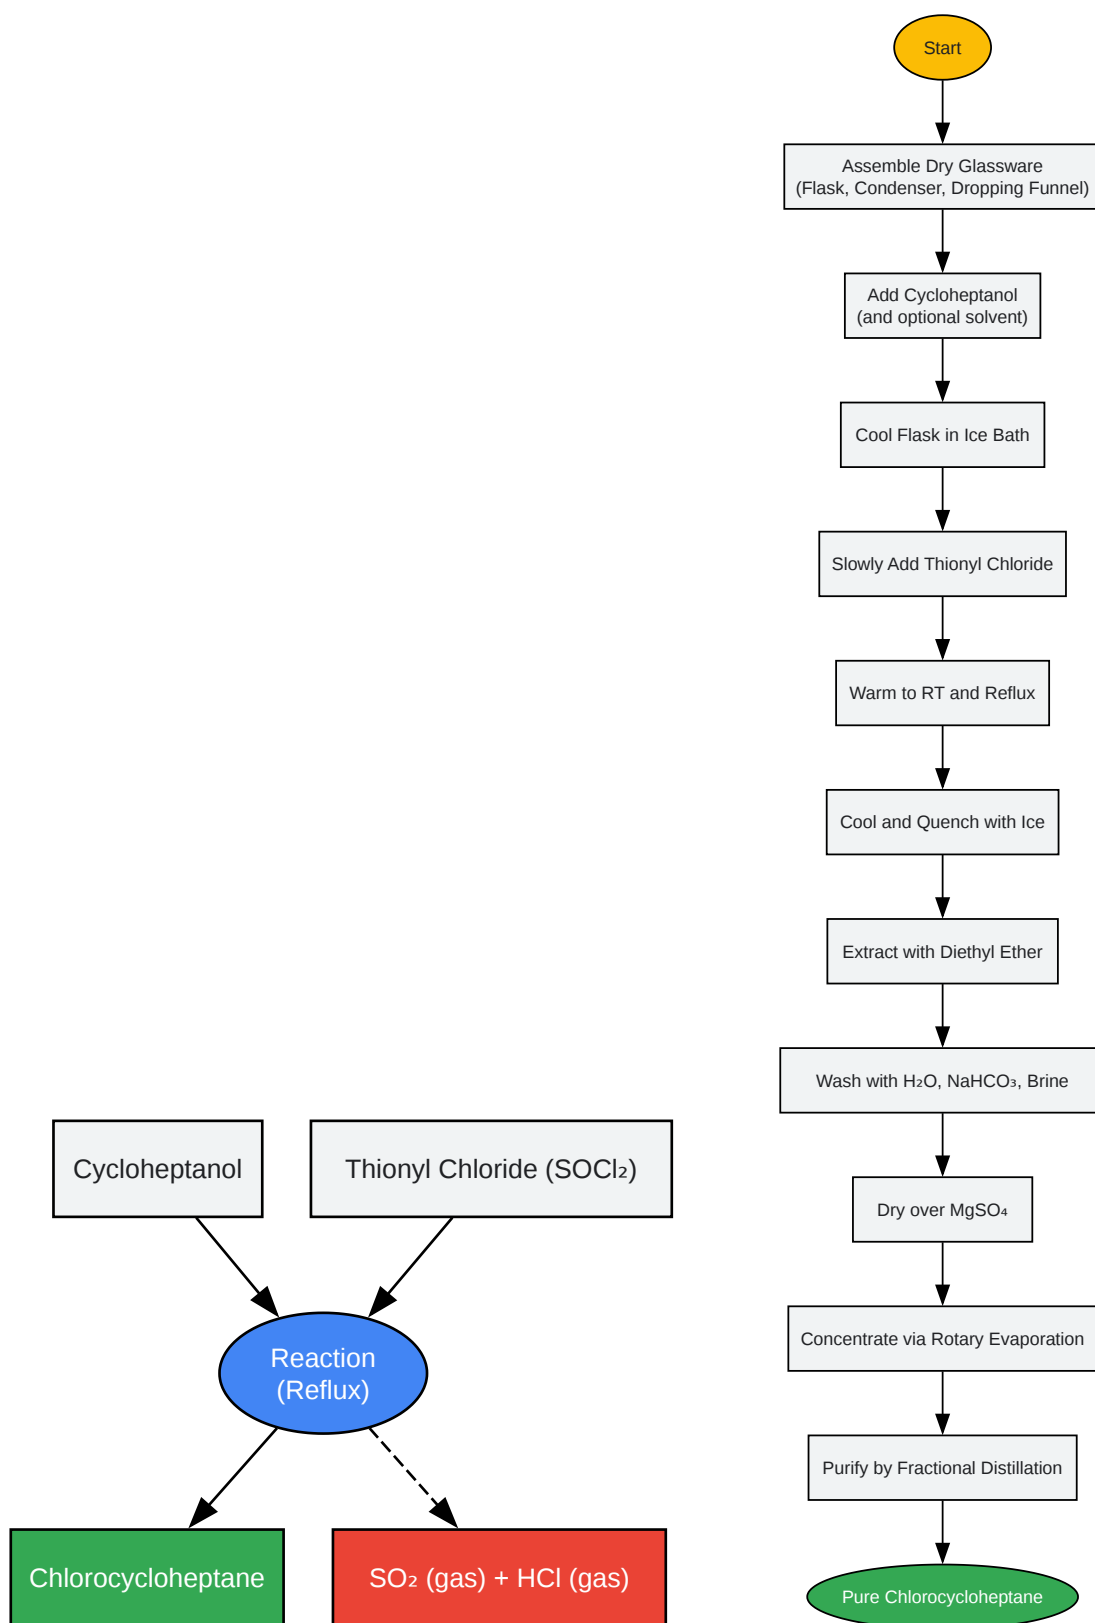 Start
Assemble Dry Glassware
(Flask, Condenser, Dropping Funnel)
Add Cycloheptanol
(and optional solvent)
Cool Flask in Ice Bath
Slowly Add Thionyl Chloride
Warm to RT and Reflux
Cool and Quench with Ice
Extract with Diethyl Ether
Wash with H₂O, NaHCO₃, Brine
Dry over MgSO₄
Concentrate via Rotary Evaporation
Purify by Fractional Distillation
Pure Chlorocycloheptane
Cycloheptanol
Thionyl Chloride (SOCl₂)
Reaction
(Reflux)
Chlorocycloheptane
SO₂ (gas) + HCl (gas)